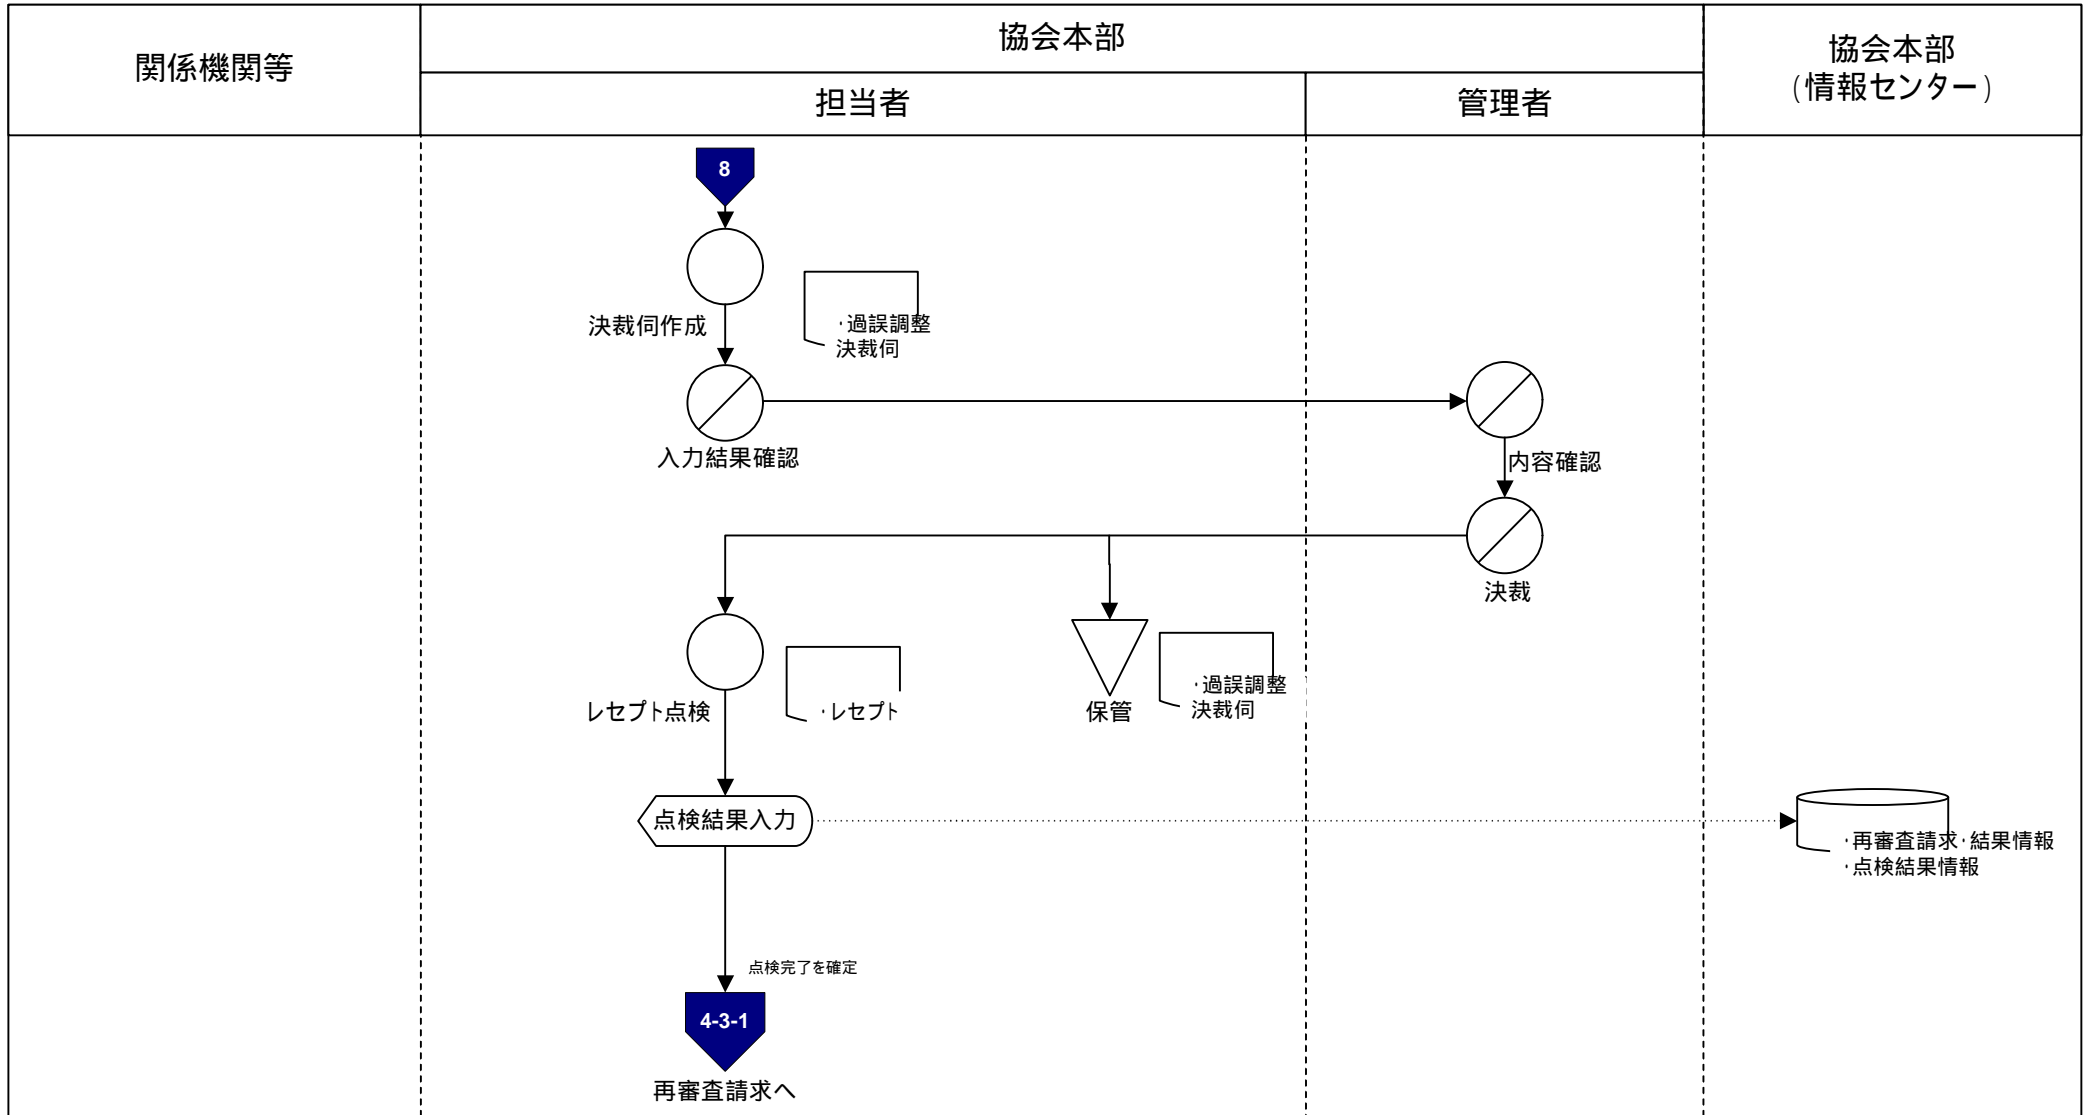 関係機関等
協会本部
協会本部
(情報センター)
担当者
管理者
8
決裁伺作成
・過誤調整
決裁伺
入力結果確認
内容確認
決裁
レセプト点検
・レセプト
保管
・過誤調整
決裁伺
点検結果入力
・再審査請求・結果情報
・点検結果情報
点検完了を確定
4-3-1
再審査請求へ